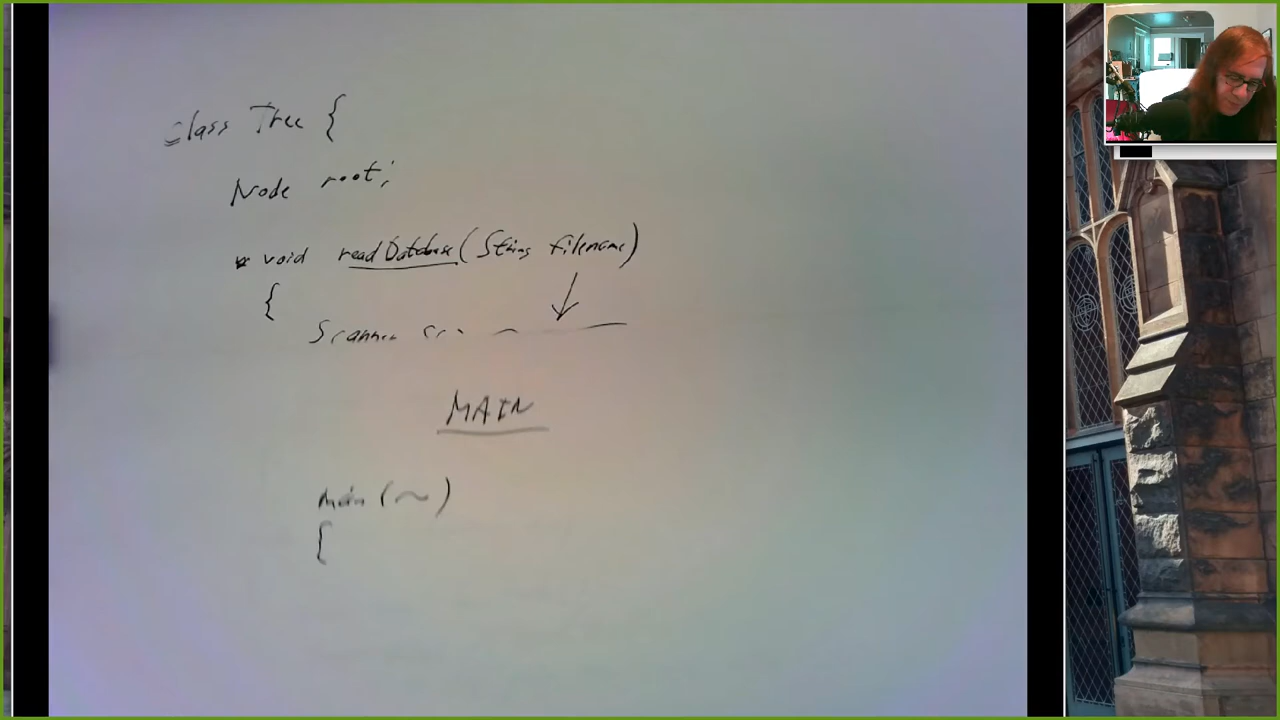 class Tree {
Node root;
* void readDatabase(String filename)
{
Scanner
MAIN
main(~)
{